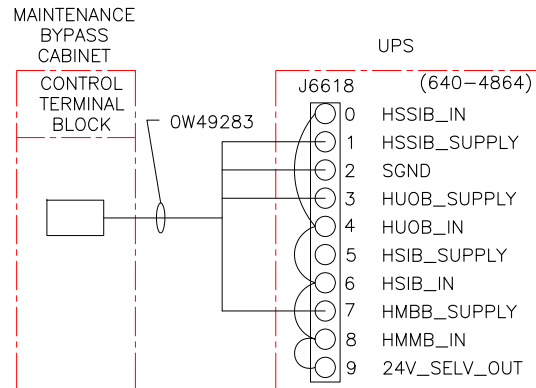 MAINTENANCE
BYPASS
CABINET
CONTROL
TERMINAL
BLOCK
0W49283
UPS
J6618
(640-4864)
0 HSSIB_IN
1 HSSIB_SUPPLY
2 SGND
3 HUOB_SUPPLY
4 HUOB_IN
5 HSIB_SUPPLY
6 HSIB_IN
7 HMBB_SUPPLY
8 HMMB_IN
9 24V_SELV_OUT